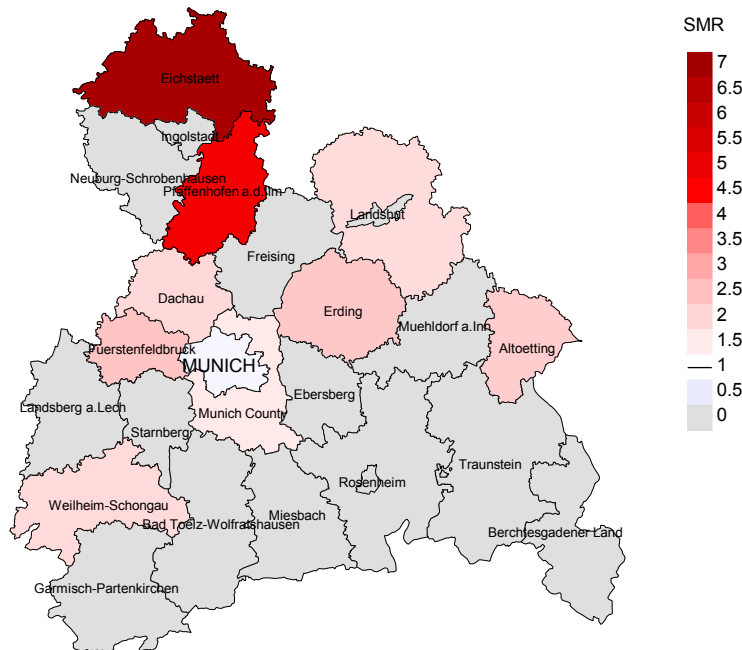 SMR
7
6.5
6
5.5
5
4.5
4
3.5
3
2.5
2
1.5
1
0.5
0
Eichstaett
Ingolstadt
Neuburg-Schrobenhausen
Pfaffenhofen a.d. Ilm
Landshut
Freising
Dachau
Erding
Muehldorf a.Inn
Altoetting
Fuerstenfeldbruck
MUNICH
Ebersberg
Landsberg a.Lech
Munich County
Starnberg
Traunstein
Rosenheim
Weilheim-Schongau
Miesbach
Bad Toelz-Wolfratshausen
Berchtesgadener Land
Garmisch-Partenkirchen